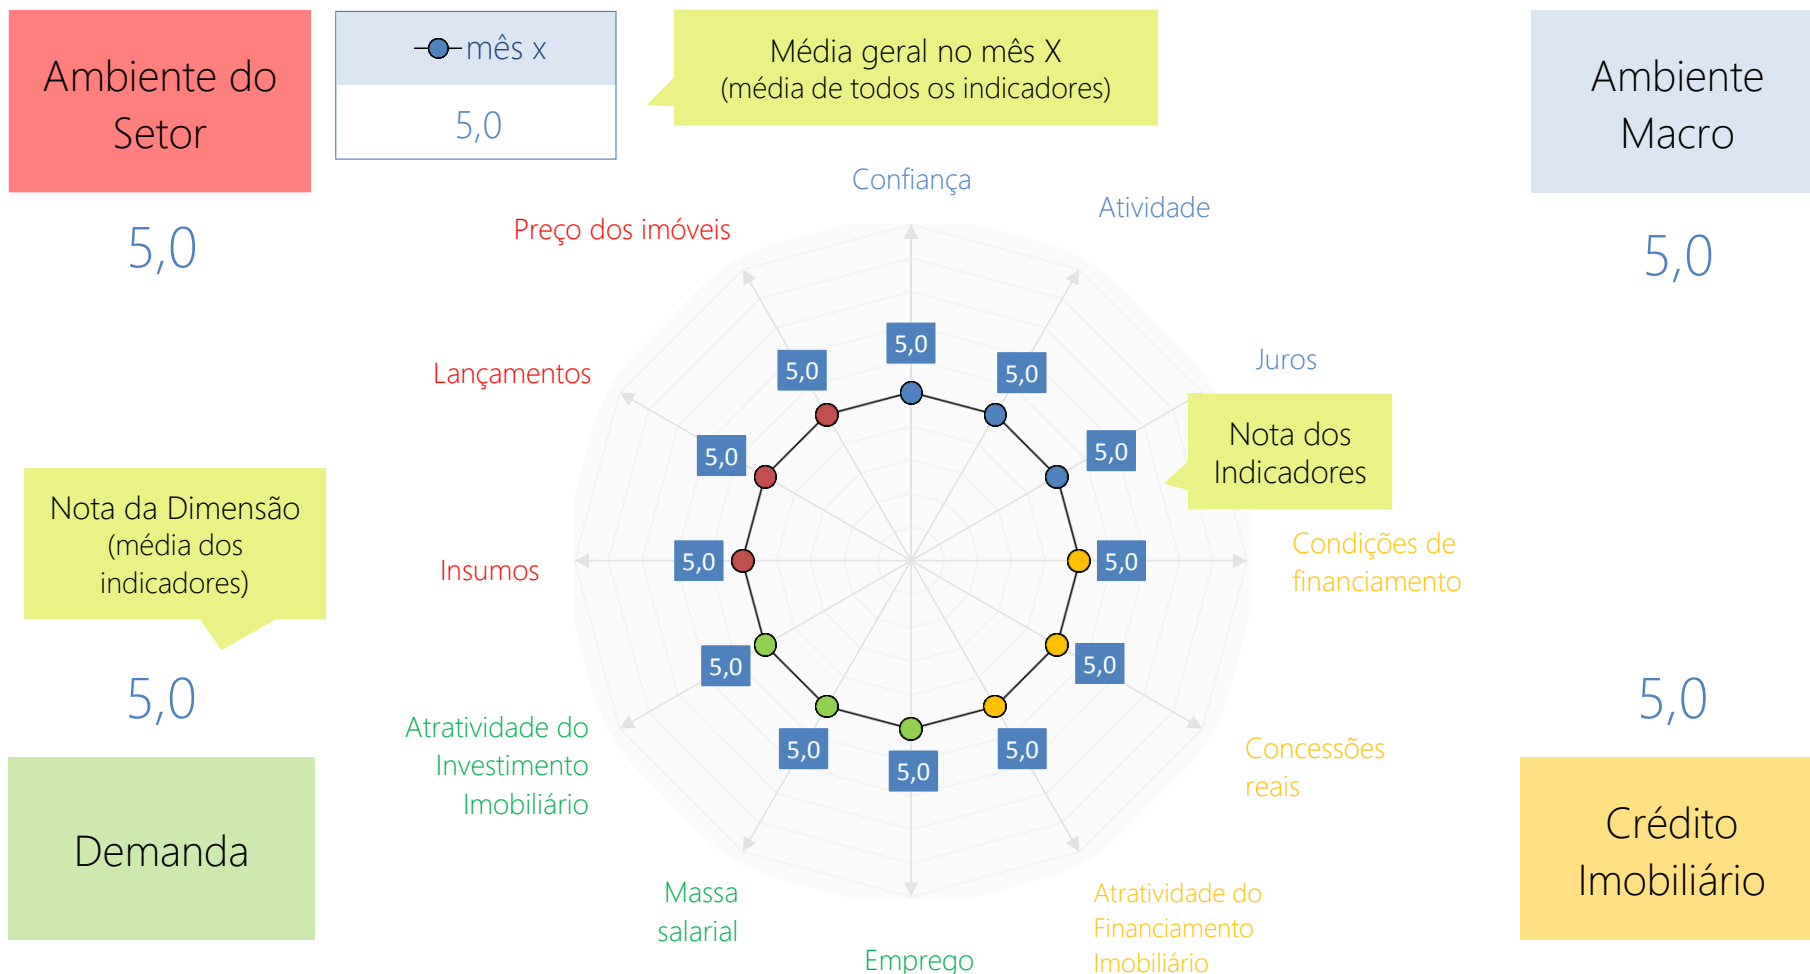 Ambiente do
Setor
5,0
mês x
5,0
Média geral no mês X
(média de todos os indicadores)
Ambiente
Macro
5,0
Confiança
Atividade
Preço dos imóveis
Juros
Lançamentos
5,0
5,0
5,0
5,0
5,0
Nota dos
Indicadores
Nota da Dimensão
(média dos
indicadores)
5,0
Insumos
5,0
5,0
Condições de
financiamento
5,0
5,0
5,0
5,0
5,0
5,0
Atratividade do
Investimento
Imobiliário
Concessões
reais
Demanda
Crédito
Imobiliário
Massa
salarial
Emprego
Atratividade do
Financiamento
Imobiliário